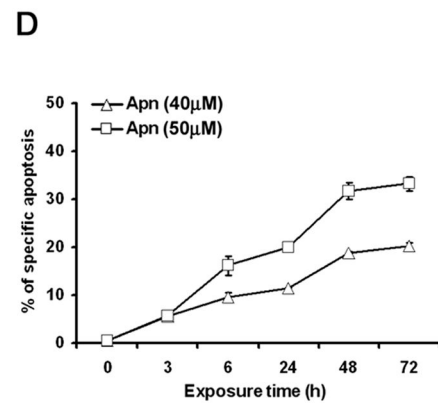 D
Apn (40μM)
Apn (50μM)
% of specific apoptosis
50
40
30
20
10
0
0 3 6 24 48 72
Exposure time (h)